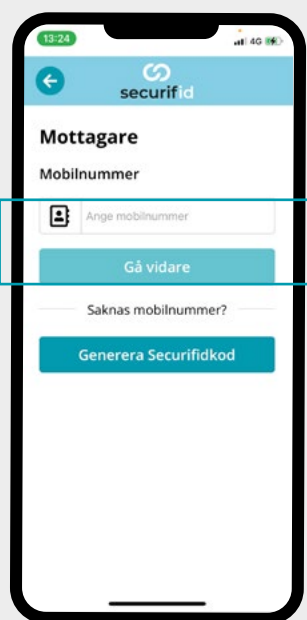 13:24
4G
securifid
Mottagare
Mobilnummer
Ange mobilnummer
Gå vidare
Saknas mobilnummer?
Generera Securifidkod